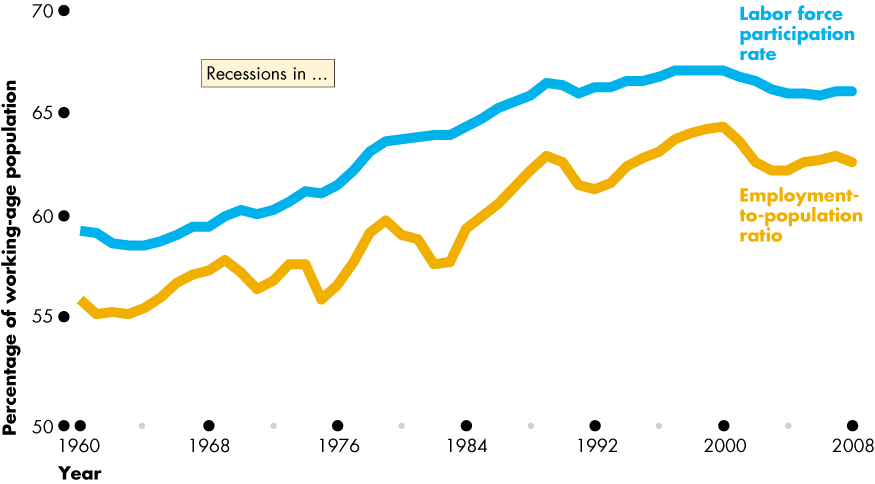 70
Labor force
participation
rate
Recessions in ...
65
Percentage of working-age population
60
Employment-
to-population
ratio
55
50
1960 1968 1976 1984 1992 2000 2008
Year